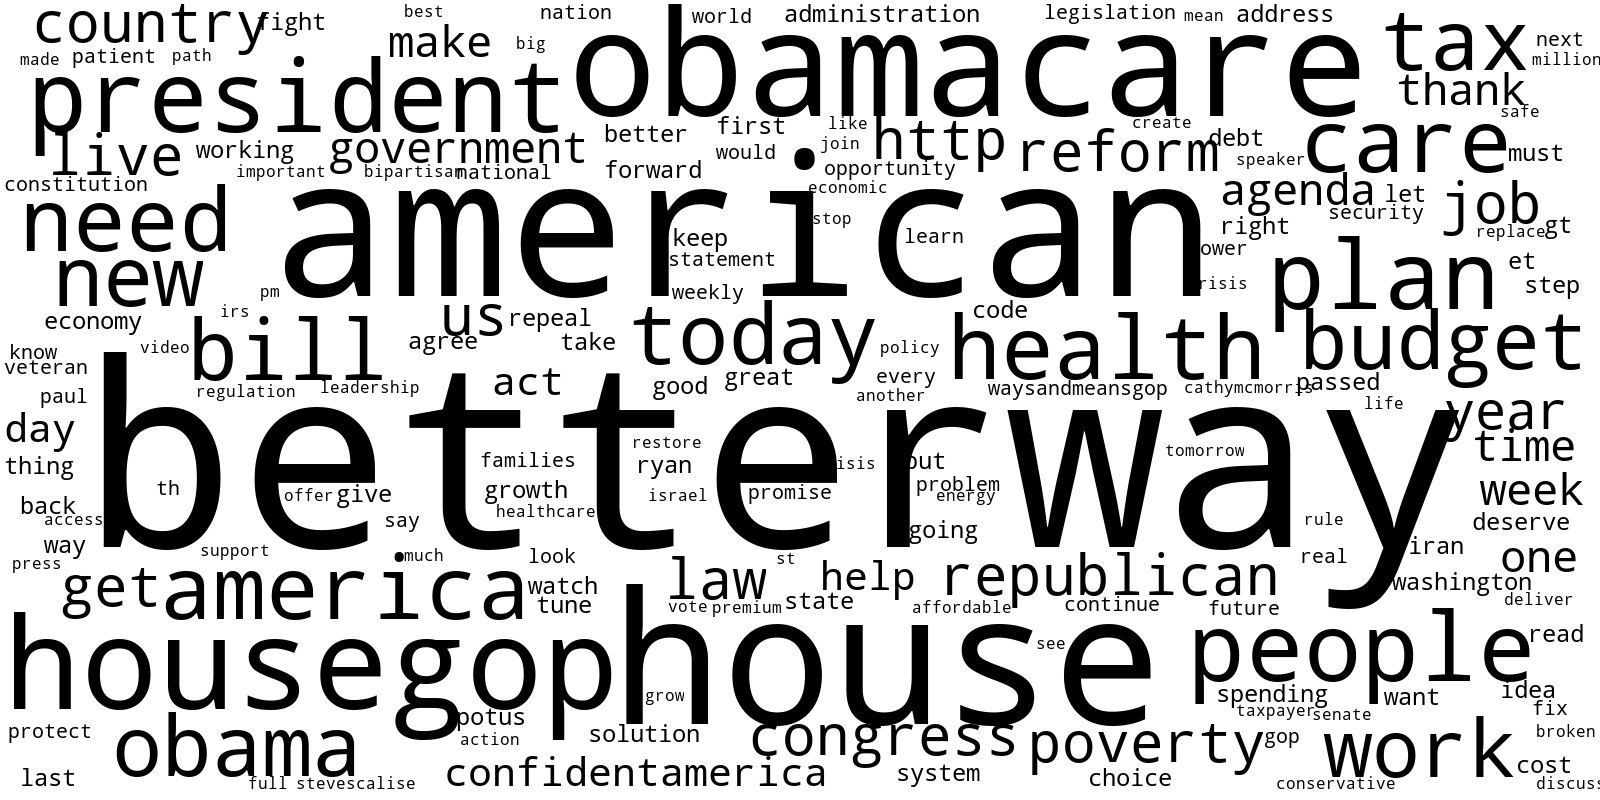 country
fight
best
nation
world
administration
legislation
mean
address
tax
next
made
patient
path
make
big
obamacare
million
president
thank
safe
live
working
government
better
first
like
http
create
debt
care
would
join
reform
speaker
must
important
bipartisan
national
forward
opportunity
constitution
economic
agenda
let
job
need
american
stop
security
right
replace
gt
keep
learn
new
statement
plan
et
step
pm
weekly
irs
us
repeal
code
economy
bill
agree
take
today
health
budget
know
video
policy
veteran
regulation
leadership
act
good
great
every
another
waysandmeansgop
cathymcmorris
passed
paul
life
year
day
betterway
restore
tomorrow
time
thing
families
ryan
th
offer
give
growth
israel
promise
problem
energy
week
back
access
healthcare
say
going
rule
deserve
way
support
much
look
st
real
iran
one
press
get
america
watch
law
help
republican
washington
tune
vote
premium
state
affordable
continue
future
deliver
housegop
house
see
people
read
grow
spending
want
idea
protect
obama
potus
action
solution
congress
poverty
taxpayer
senate
gop
fix
broken
work
last
full
stevescalise
confidentamerica
system
choice
conservative
cost